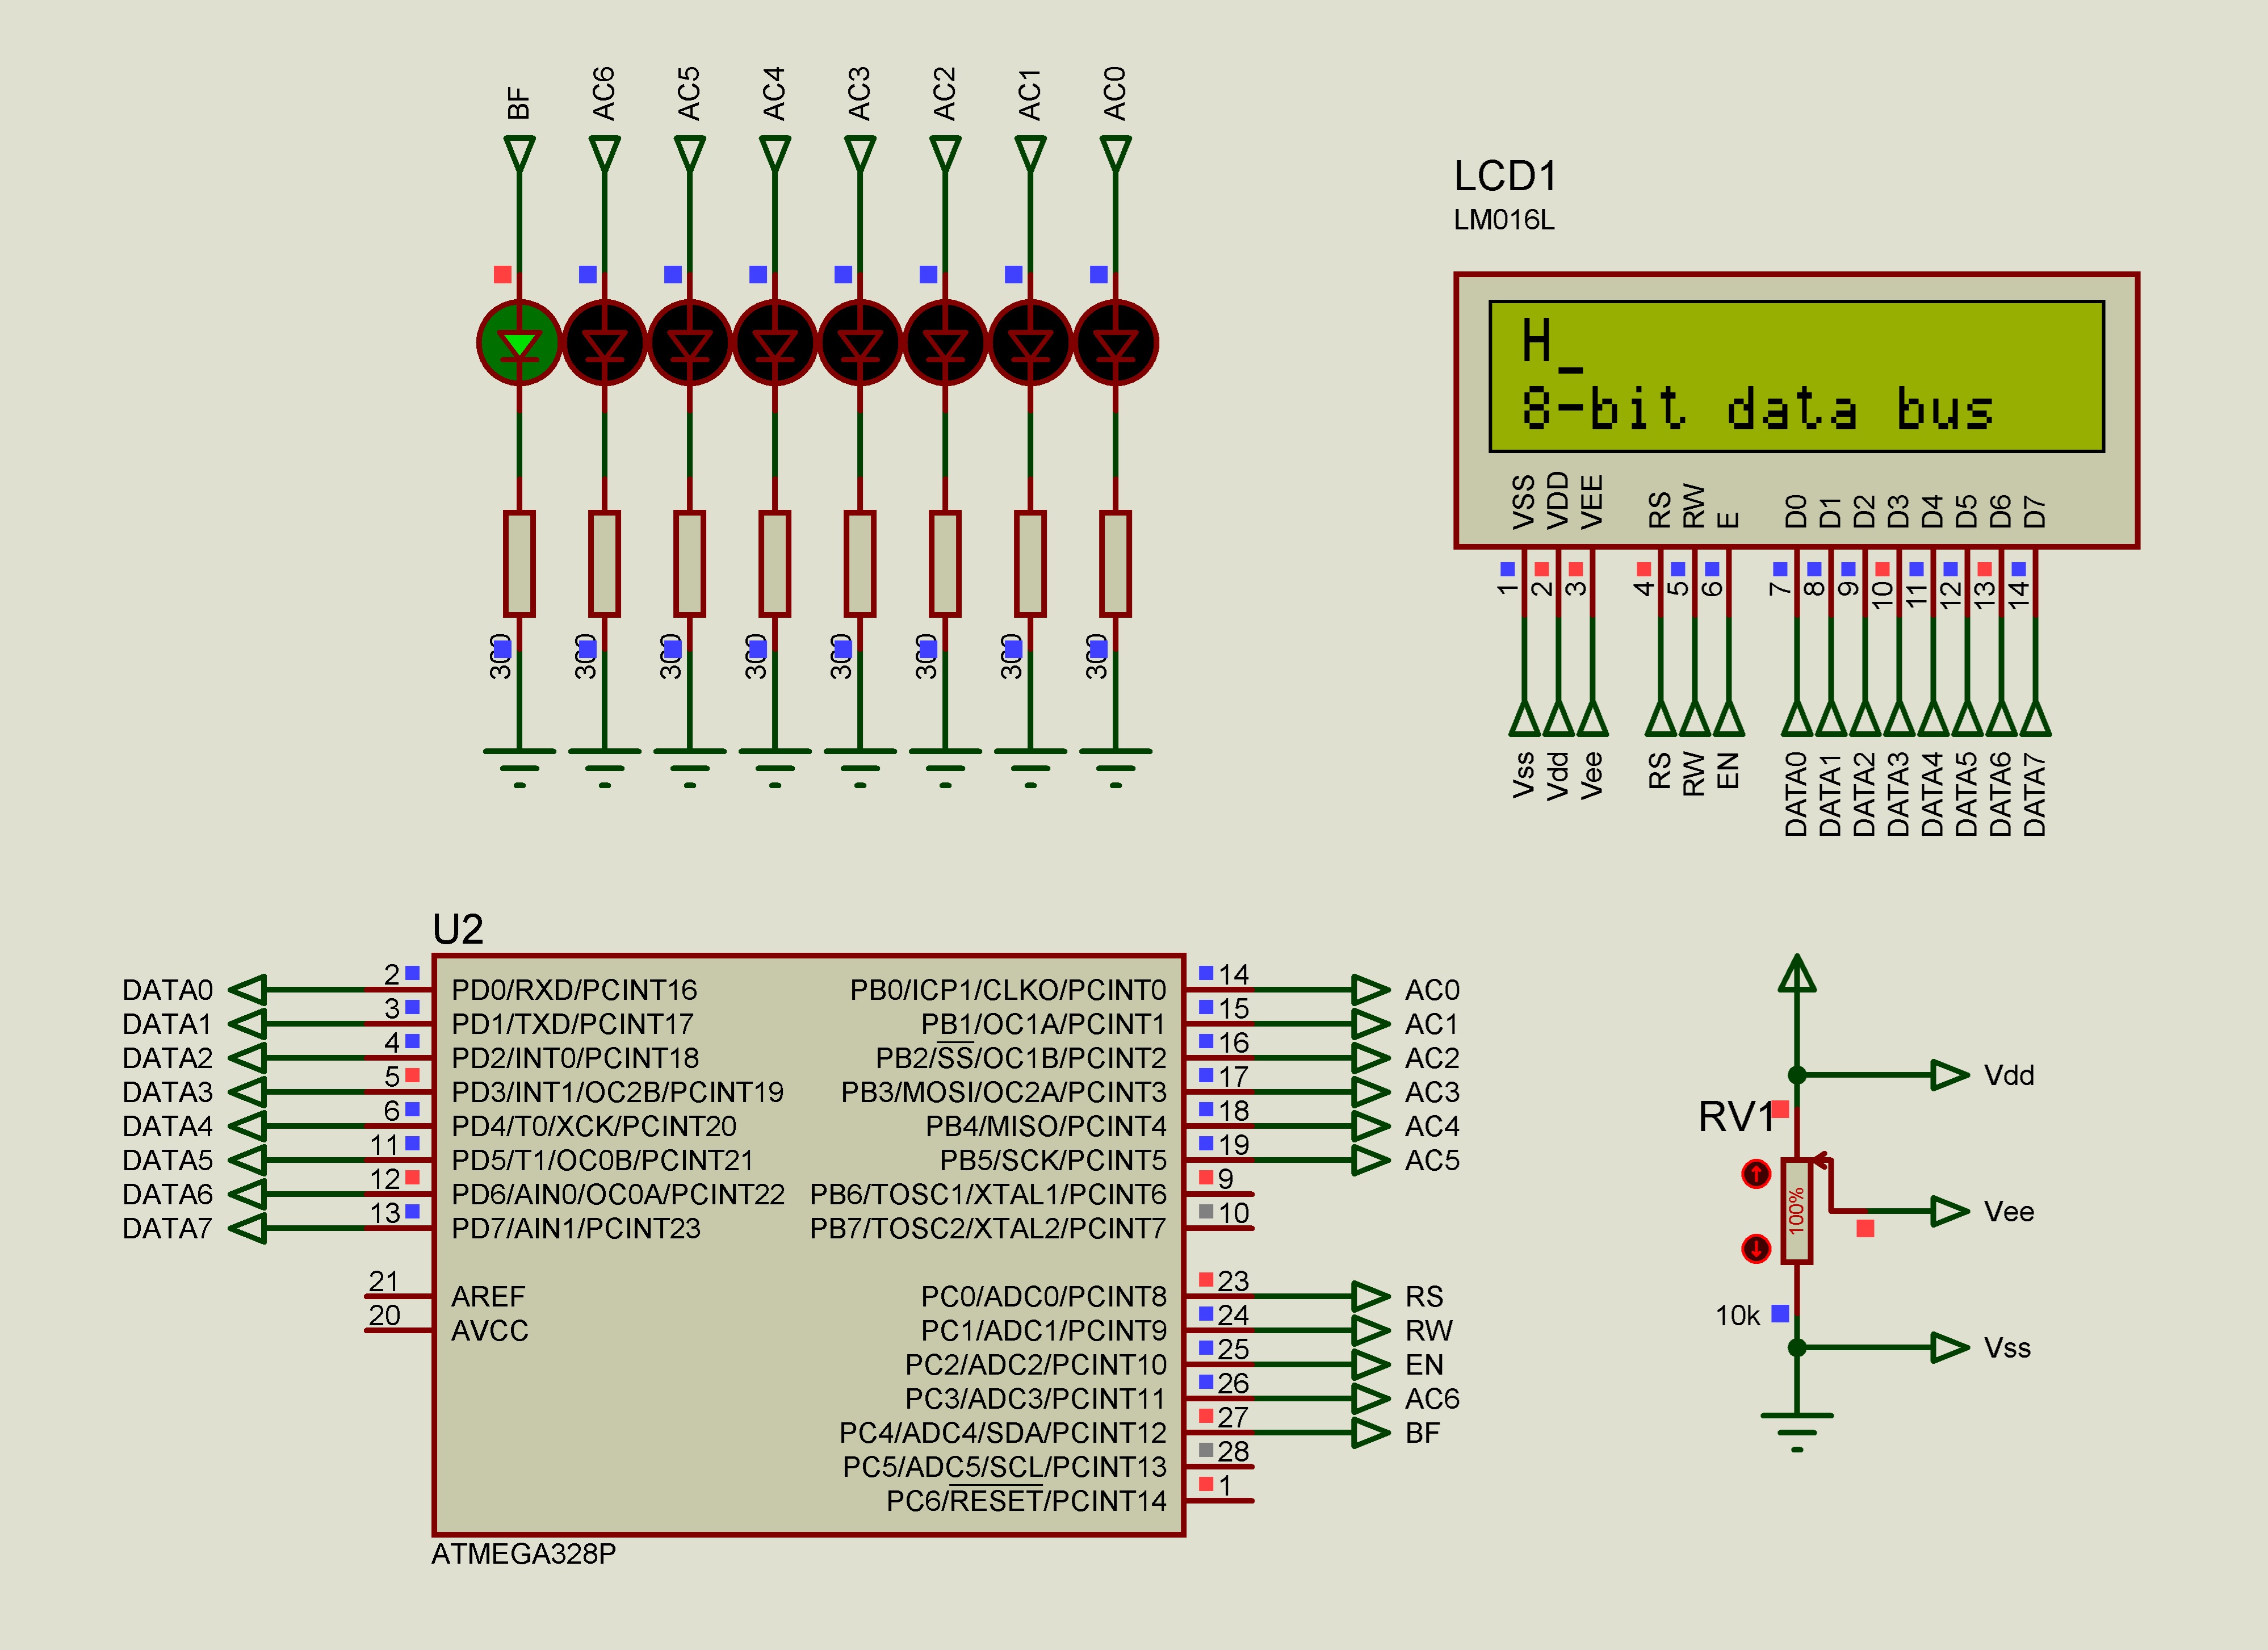 BF AC6 AC5 AC4 AC3 AC2 AC1 AC0
300 300 300 300 300 300 300 300
LCD1
LM016L
H_
8-bit data bus
VSS VDD VEE RS RW E D0 D1 D2 D3 D4 D5 D6 D7
1 2 3 4 5 6 7 8 9 10 11 12 13 14
Vss Vdd Vee RS RW EN DATA0 DATA1 DATA2 DATA3 DATA4 DATA5 DATA6 DATA7
U2
DATA0 2 PD0/RXD/PCINT16 PB0/ICP1/CLKO/PCINT0 14 AC0
DATA1 3 PD1/TXD/PCINT17 PB1/OC1A/PCINT1 15 AC1
DATA2 4 PD2/INT0/PCINT18 PB2/SS/OC1B/PCINT2 16 AC2
DATA3 5 PD3/INT1/OC2B/PCINT19 PB3/MOSI/OC2A/PCINT3 17 AC3
DATA4 6 PD4/T0/XCK/PCINT20 PB4/MISO/PCINT4 18 AC4
DATA5 11 PD5/T1/OC0B/PCINT21 PB5/SCK/PCINT5 19 AC5
DATA6 12 PD6/AIN0/OC0A/PCINT22 PB6/TOSC1/XTAL1/PCINT6 9
DATA7 13 PD7/AIN1/PCINT23 PB7/TOSC2/XTAL2/PCINT7 10
21 AREF PC0/ADC0/PCINT8 23 RS
20 AVCC PC1/ADC1/PCINT9 24 RW
PC2/ADC2/PCINT10 25 EN
PC3/ADC3/PCINT11 26 AC6
PC4/ADC4/SDA/PCINT12 27 BF
PC5/ADC5/SCL/PCINT13 28
PC6/RESET/PCINT14 1
ATMEGA328P
Vdd
RV1
100%
Vee
10k
Vss